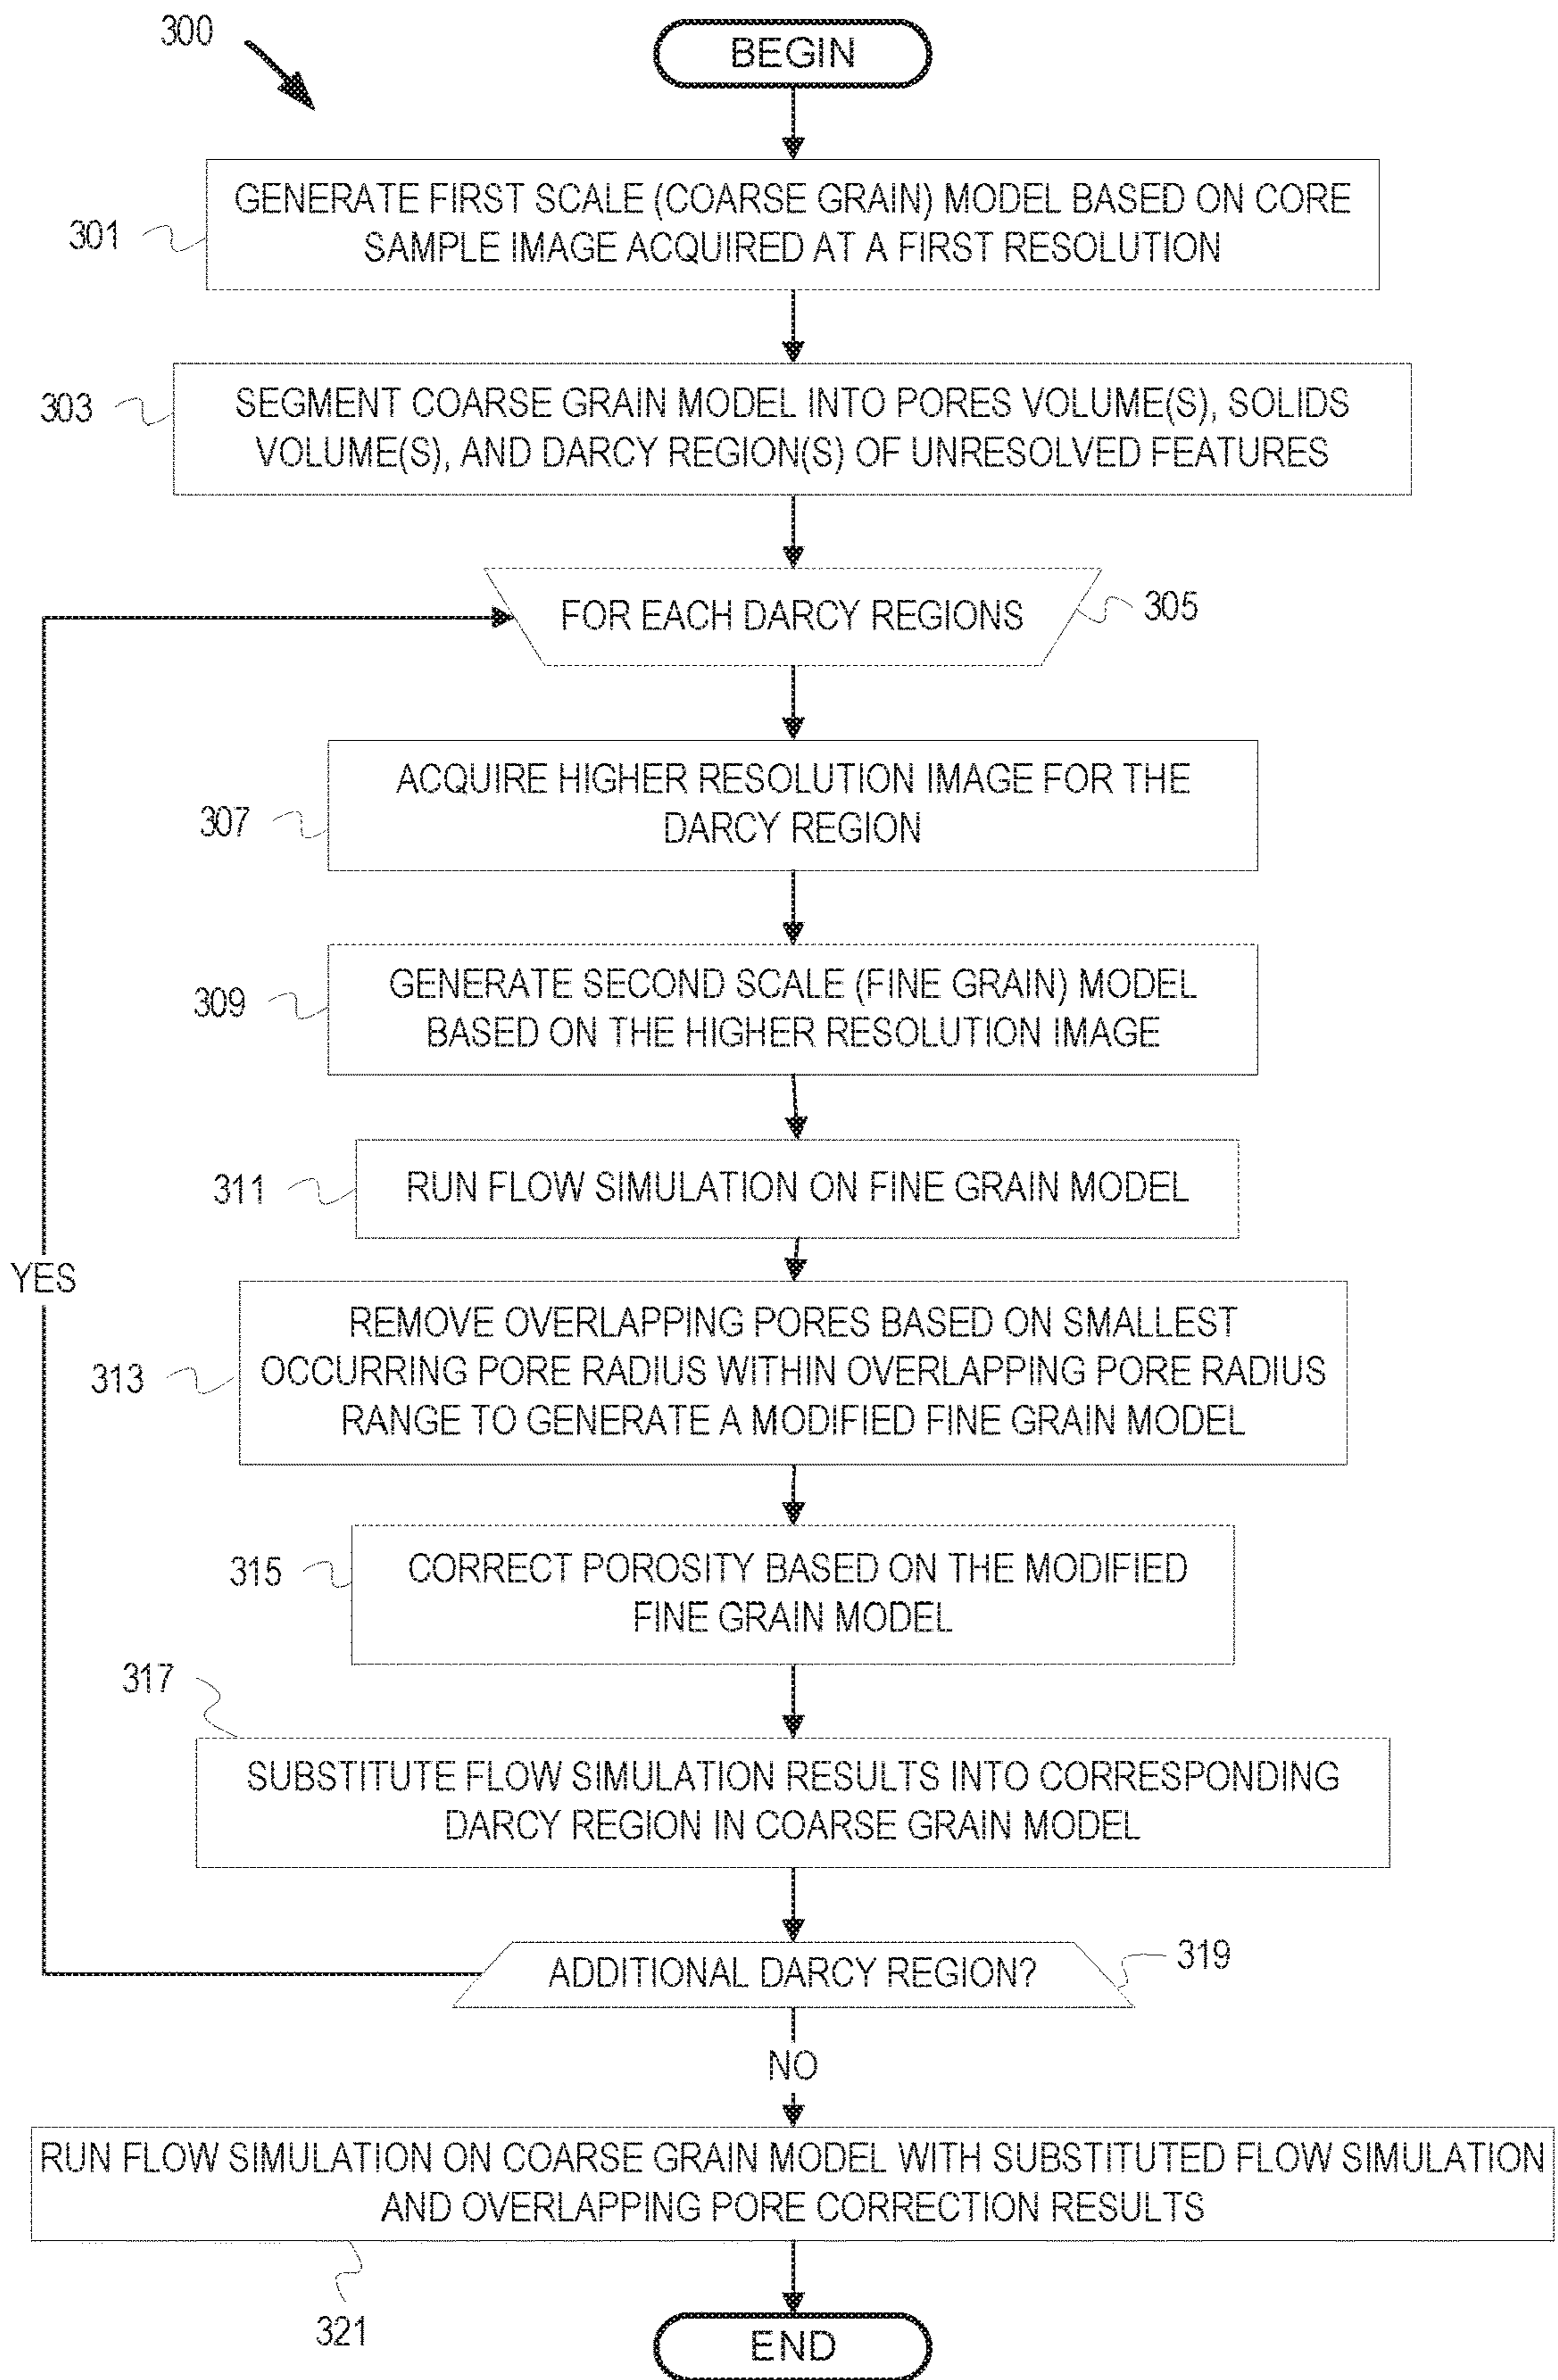 300
BEGIN
301
GENERATE FIRST SCALE (COARSE GRAIN) MODEL BASED ON CORE
SAMPLE IMAGE ACQUIRED AT A FIRST RESOLUTION
303
SEGMENT COARSE GRAIN MODEL INTO PORES VOLUME(S), SOLIDS
VOLUME(S), AND DARCY REGION(S) OF UNRESOLVED FEATURES
FOR EACH DARCY REGIONS
305
307
ACQUIRE HIGHER RESOLUTION IMAGE FOR THE
DARCY REGION
309
GENERATE SECOND SCALE (FINE GRAIN) MODEL
BASED ON THE HIGHER RESOLUTION IMAGE
311
RUN FLOW SIMULATION ON FINE GRAIN MODEL
YES
313
REMOVE OVERLAPPING PORES BASED ON SMALLEST
OCCURRING PORE RADIUS WITHIN OVERLAPPING PORE RADIUS
RANGE TO GENERATE A MODIFIED FINE GRAIN MODEL
315
CORRECT POROSITY BASED ON THE MODIFIED
FINE GRAIN MODEL
317
SUBSTITUTE FLOW SIMULATION RESULTS INTO CORRESPONDING
DARCY REGION IN COARSE GRAIN MODEL
ADDITIONAL DARCY REGION?
319
NO
RUN FLOW SIMULATION ON COARSE GRAIN MODEL WITH SUBSTITUTED FLOW SIMULATION
AND OVERLAPPING PORE CORRECTION RESULTS
321
END